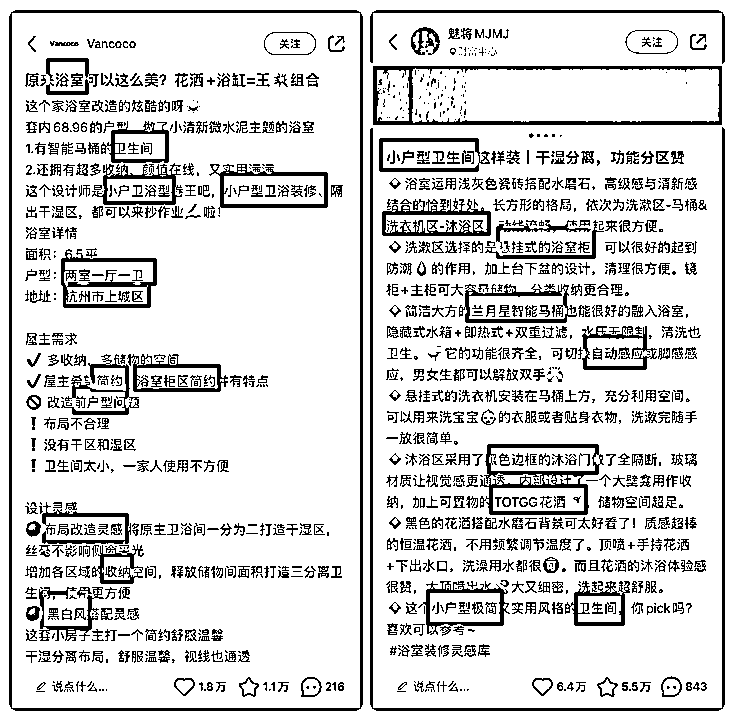 Vancoco
Vancoco
关注
原来浴室可以这么美？花洒+浴缸=王炸组合
这个家浴室改造的炫酷的呀
套内68.96的户型，做了小清新微水泥主题的浴室
1.有智能马桶的卫生间
2.还拥有超多收纳、颜值在线，又实用
这个设计师是小户卫浴型卷王吧，小户型卫浴装修、隔
出干湿区，都可以来秒作业啦！
浴室详情
面积：6.5平
户型：两室一厅一卫
地址：杭州市上城区
屋主需求
✔ 多收纳、多储物的空间
✔ 屋主希望简约 浴室柜区简约并有特点
改造前户型问题
！布局不合理
！没有干区和湿区
！卫生间太小，一家人使用不方便
设计灵感
布局改造灵感 将原主卫浴间一分为二打造干湿区，
丝毫不影响侧窗采光
增加各区域的收纳空间，释放储物间面积打造三分离卫
生间，使用更方便
黑白风搭配灵感
这套小房子主打一个简约舒服温馨
干湿分离布局，舒服温馨，视线也通透
说点什么...
1.8万
1.1万
216
魅将MJMJ
财富中心
关注
小户型卫生间这样装｜干湿分离，功能分区赞
浴室运用浅灰色瓷砖搭配水磨石，高级感与清新感
结合的恰到好处。长方形的格局，依次为洗漱区-马桶&
洗衣机区-沐浴区，动线流畅，使用起来很方便。
洗漱区选择的是悬挂式的浴室柜，可以很好的起到
防潮的作用，加上台下盆的设计，清理很方便。镜
柜+主柜可大容量储物，分类收纳更合理。
简洁大方的兰月星智能马桶也能很好的融入浴室，
隐藏式水箱+即热式+双重过滤，水压无限制，清洗也
卫生。它的功能很齐全，可切换自动感应或脚感感
应，男女生都可以解放双手
悬挂式的洗衣机安装在马桶上方，充分利用空间。
可以用来洗宝宝的衣服或者贴身衣物，洗漱完随手
一放很简单。
沐浴区采用了灰色边框的沐浴门做了全隔断，玻璃
材质让视觉感更通透，内部设计了一个大壁龛用作收
纳，加上可置物的TOTGG花洒，储物空间超足。
黑色的花洒搭配水磨石背景可太好看了！质感超棒
的恒温花洒，不用频繁调节温度了。顶喷+手持花洒
+下出水口，洗澡用水都很。而且花洒的沐浴体验感
很赞，大顶喷出水又大又细密，洗起来超舒服。
这个小户型极简又实用风格的卫生间，你pick吗？
喜欢可以参考~
#浴室装修灵感库
说点什么...
6.4万
5.5万
843